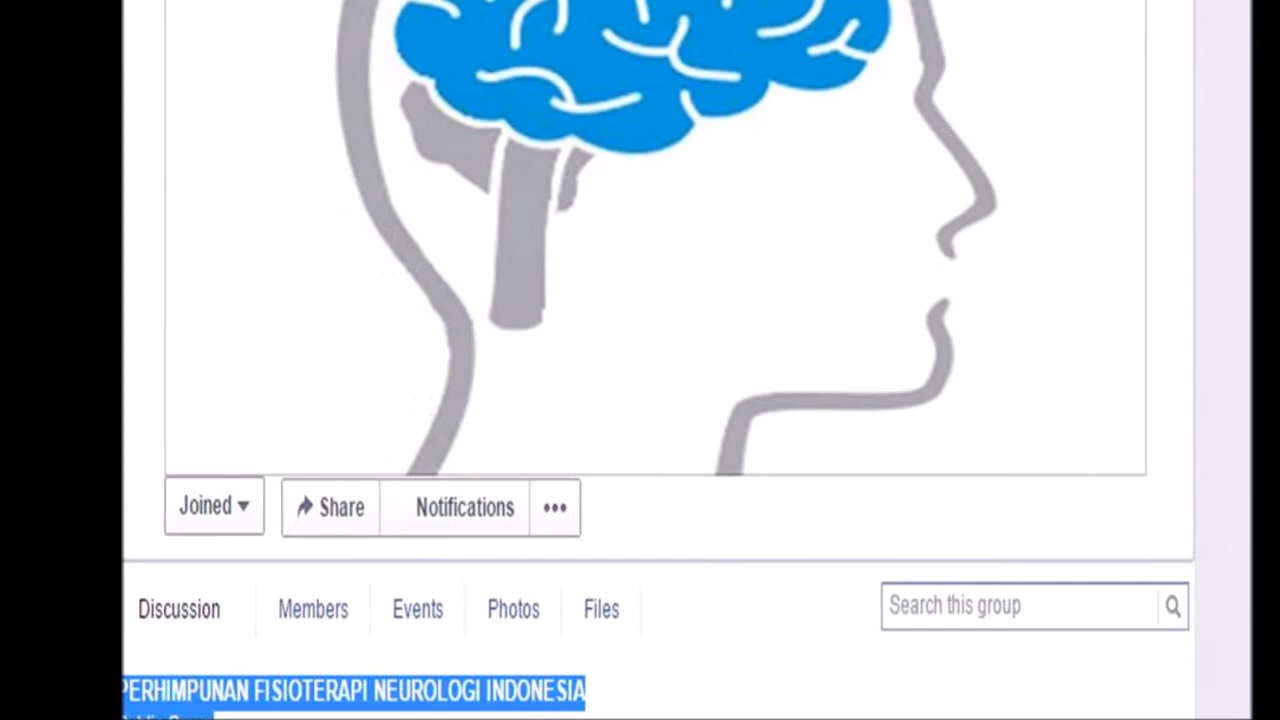 Joined
Share
Notifications
Discussion
Members
Events
Photos
Files
Search this group
PERHIMPUNAN FISIOTERAPI NEUROLOGI INDONESIA